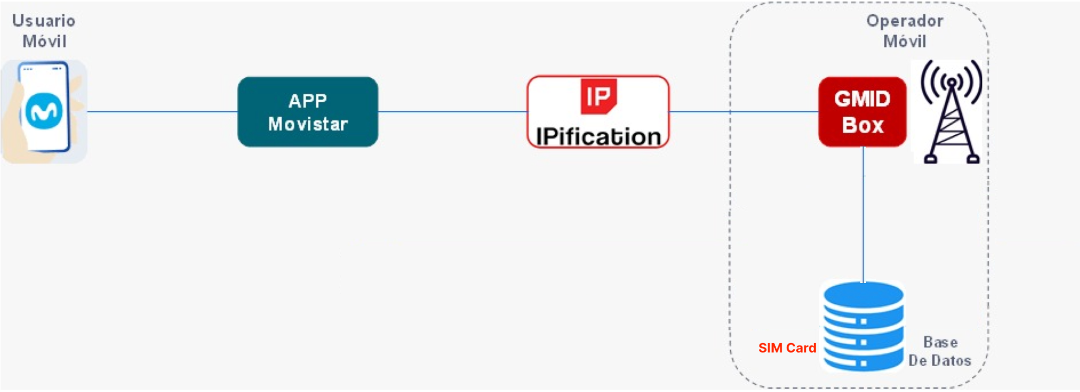 Usuario
Móvil
APP
Movistar
IP
IPification
Operador
Móvil
GMID
Box
SIM Card
Base
De Datos